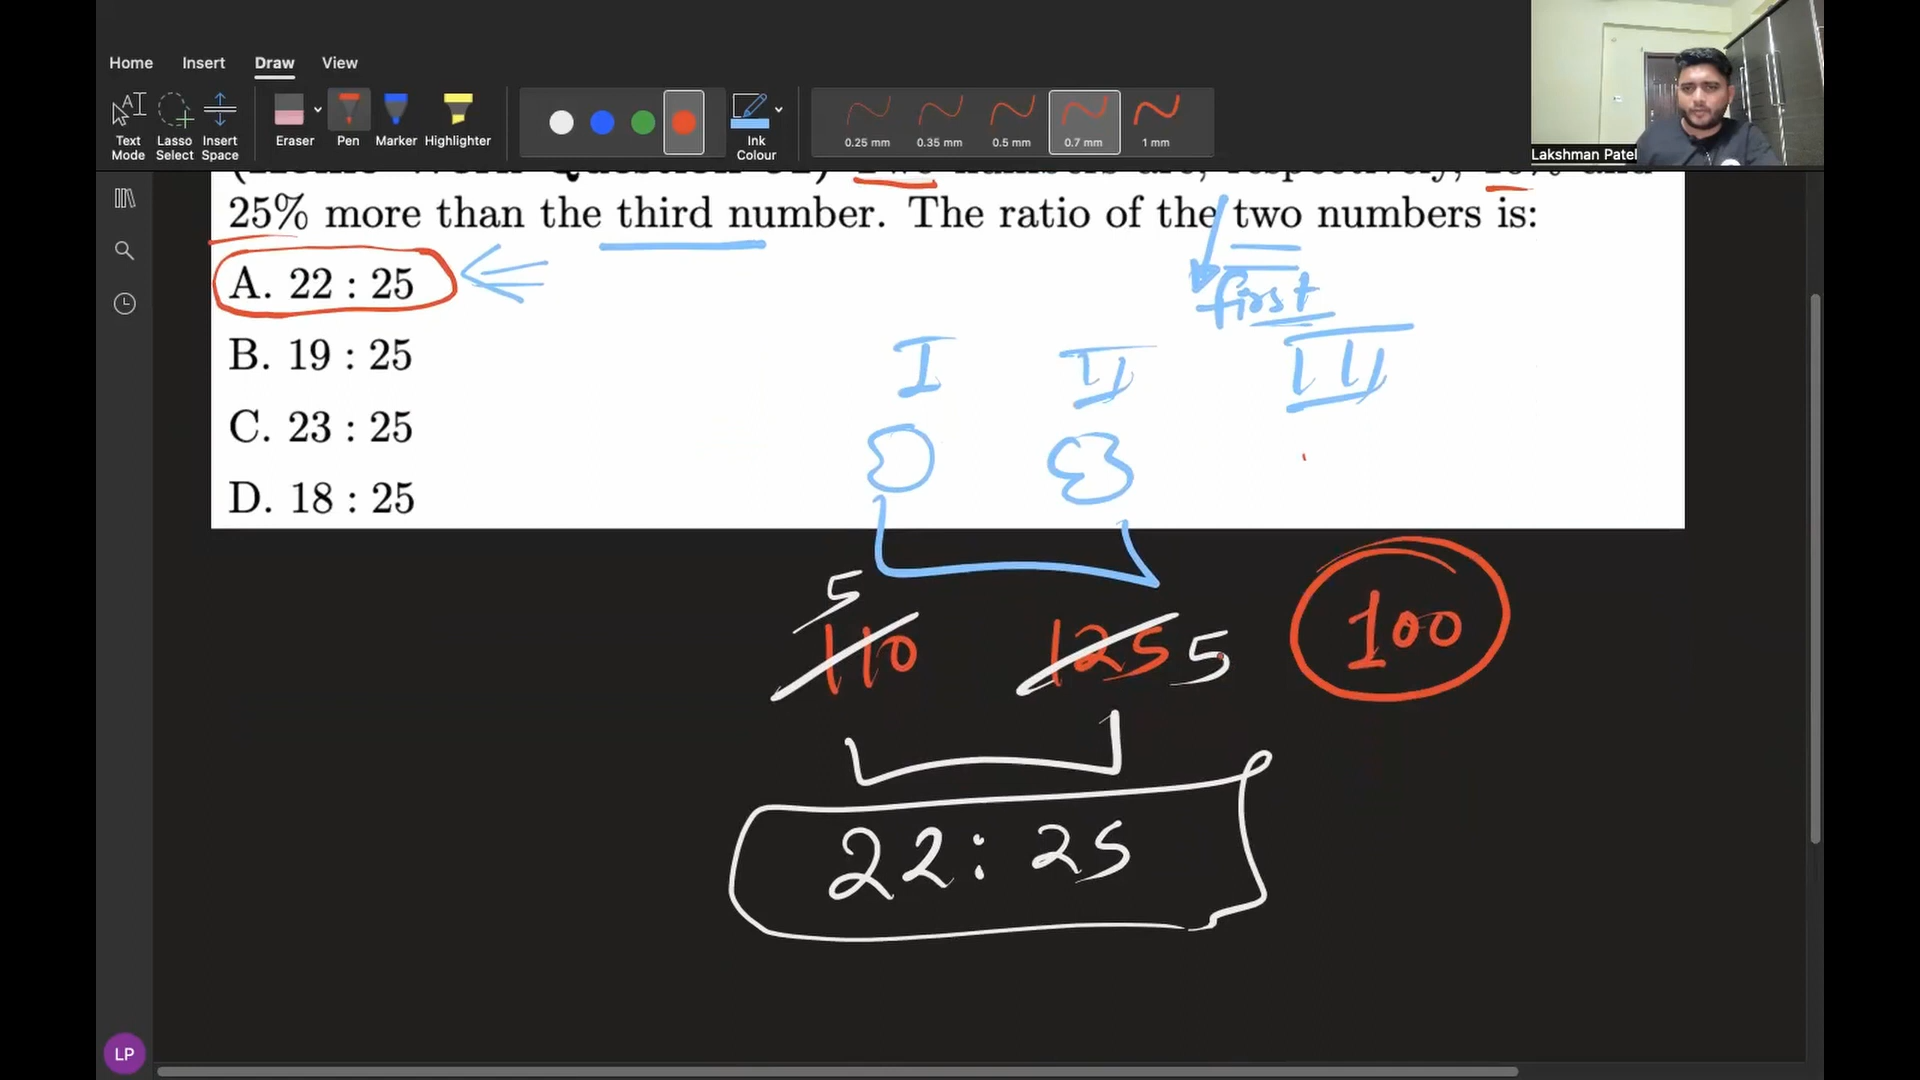 Home Insert Draw View
Text Mode
Lasso Select
Insert Space
Eraser
Pen
Marker
Highlighter
Ink Colour
0.25 mm
0.35 mm
0.5 mm
0.7 mm
1 mm
Lakshman Patel
numbers are, respectively,
25% more than the third number. The ratio of the two numbers is:
A. 22 : 25
first
I II III
B. 19 : 25
C. 23 : 25
D. 18 : 25
5
110 125 5 100
22 : 25
LP